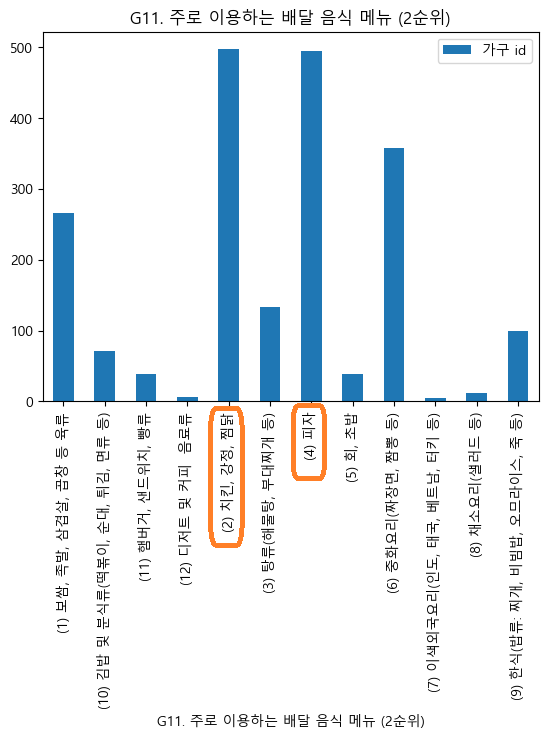 G11. 주로 이용하는 배달 음식 메뉴 (2순위)
가구 id
500
400
300
200
100
0
(1) 보쌈, 족발, 삼겹살, 곱창 등 육류
(10) 김밥 및 분식류(떡볶이, 순대, 튀김, 면류 등)
(11) 햄버거, 샌드위치, 빵류
(12) 디저트 및 커피  음료류
(2) 치킨, 강정, 찜닭
(3) 탕류(해물탕, 부대찌개 등)
(4) 피자
(5) 회, 초밥
(6) 중화요리(짜장면, 짬뽕 등)
(7) 이색외국요리(인도, 태국, 베트남, 터키 등)
(8) 채소요리(샐러드 등)
(9) 한식(밥류: 찌개, 비빔밥, 오므라이스, 죽 등)
G11. 주로 이용하는 배달 음식 메뉴 (2순위)